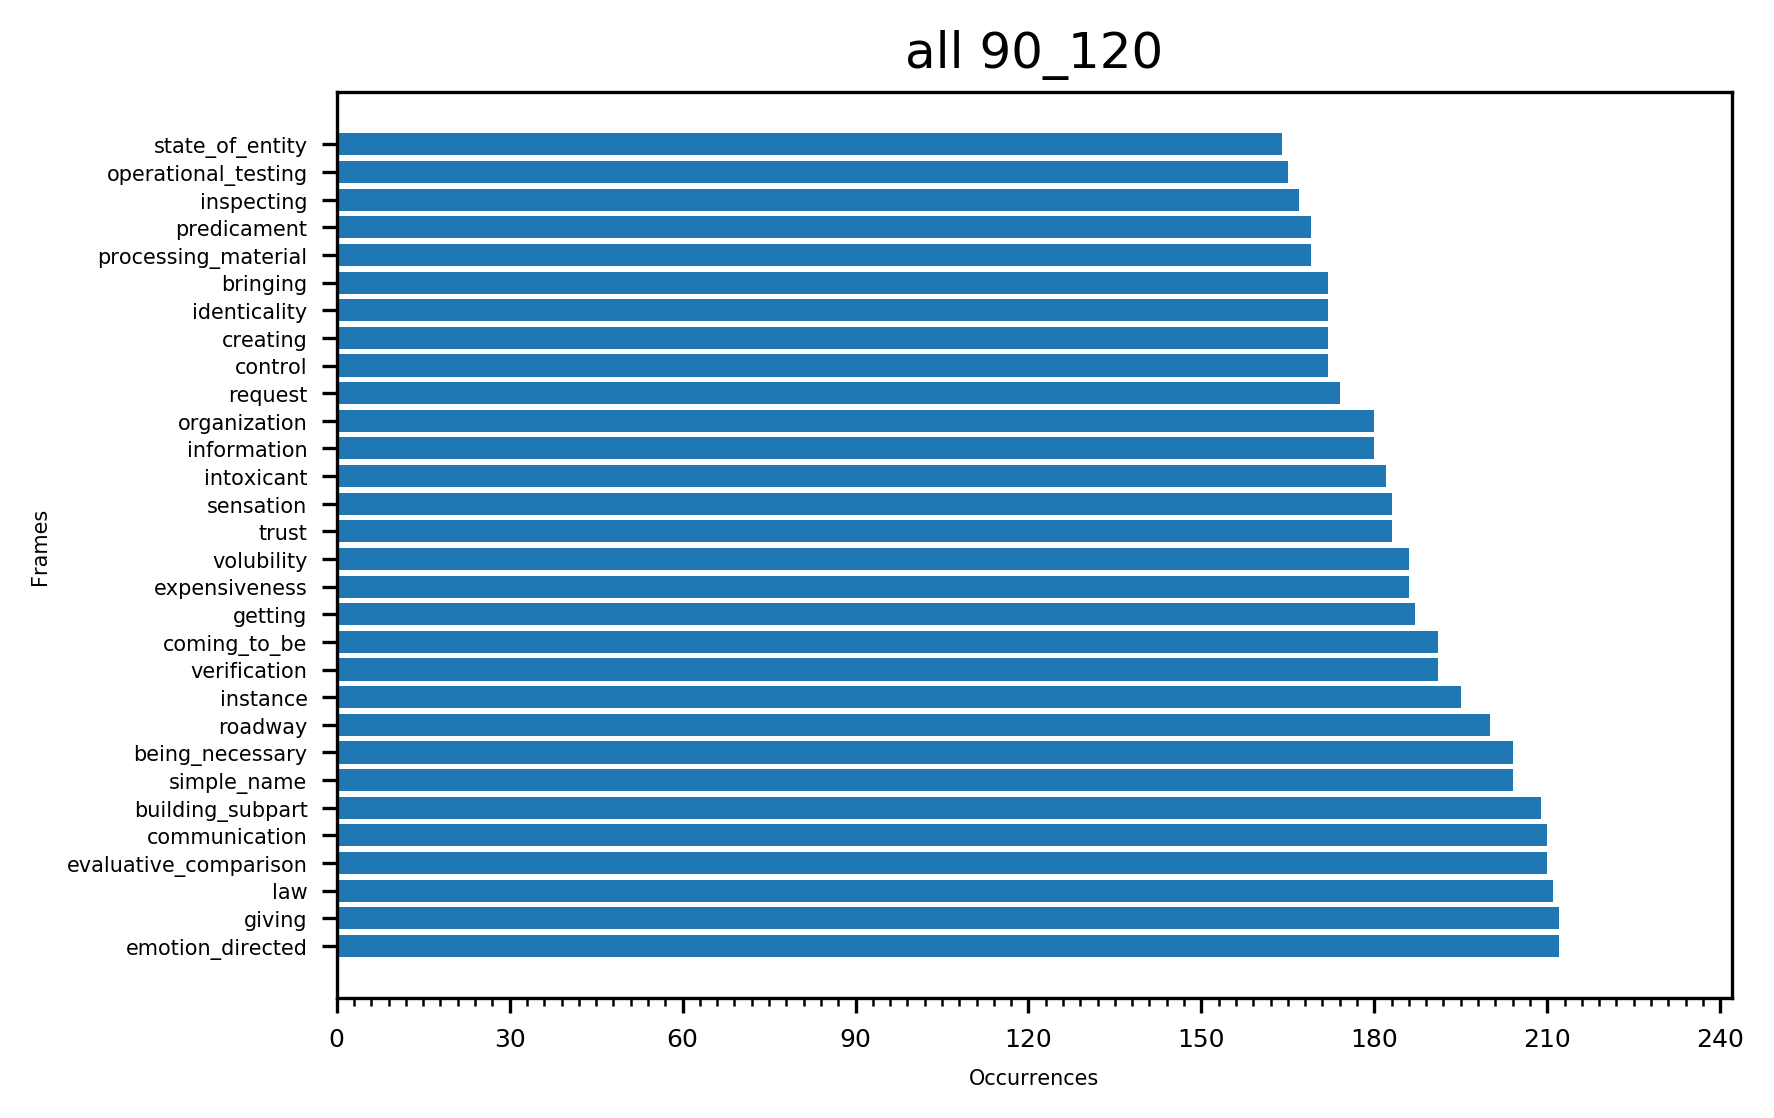 all 90_120
state_of_entity
operational_testing
inspecting
predicament
processing_material
bringing
identicality
creating
control
request
organization
information
intoxicant
sensation
trust
volubility
expensiveness
getting
coming_to_be
verification
instance
roadway
being_necessary
simple_name
building_subpart
communication
evaluative_comparison
law
giving
emotion_directed
Frames
0 30 60 90 120 150 180 210 240
Occurrences